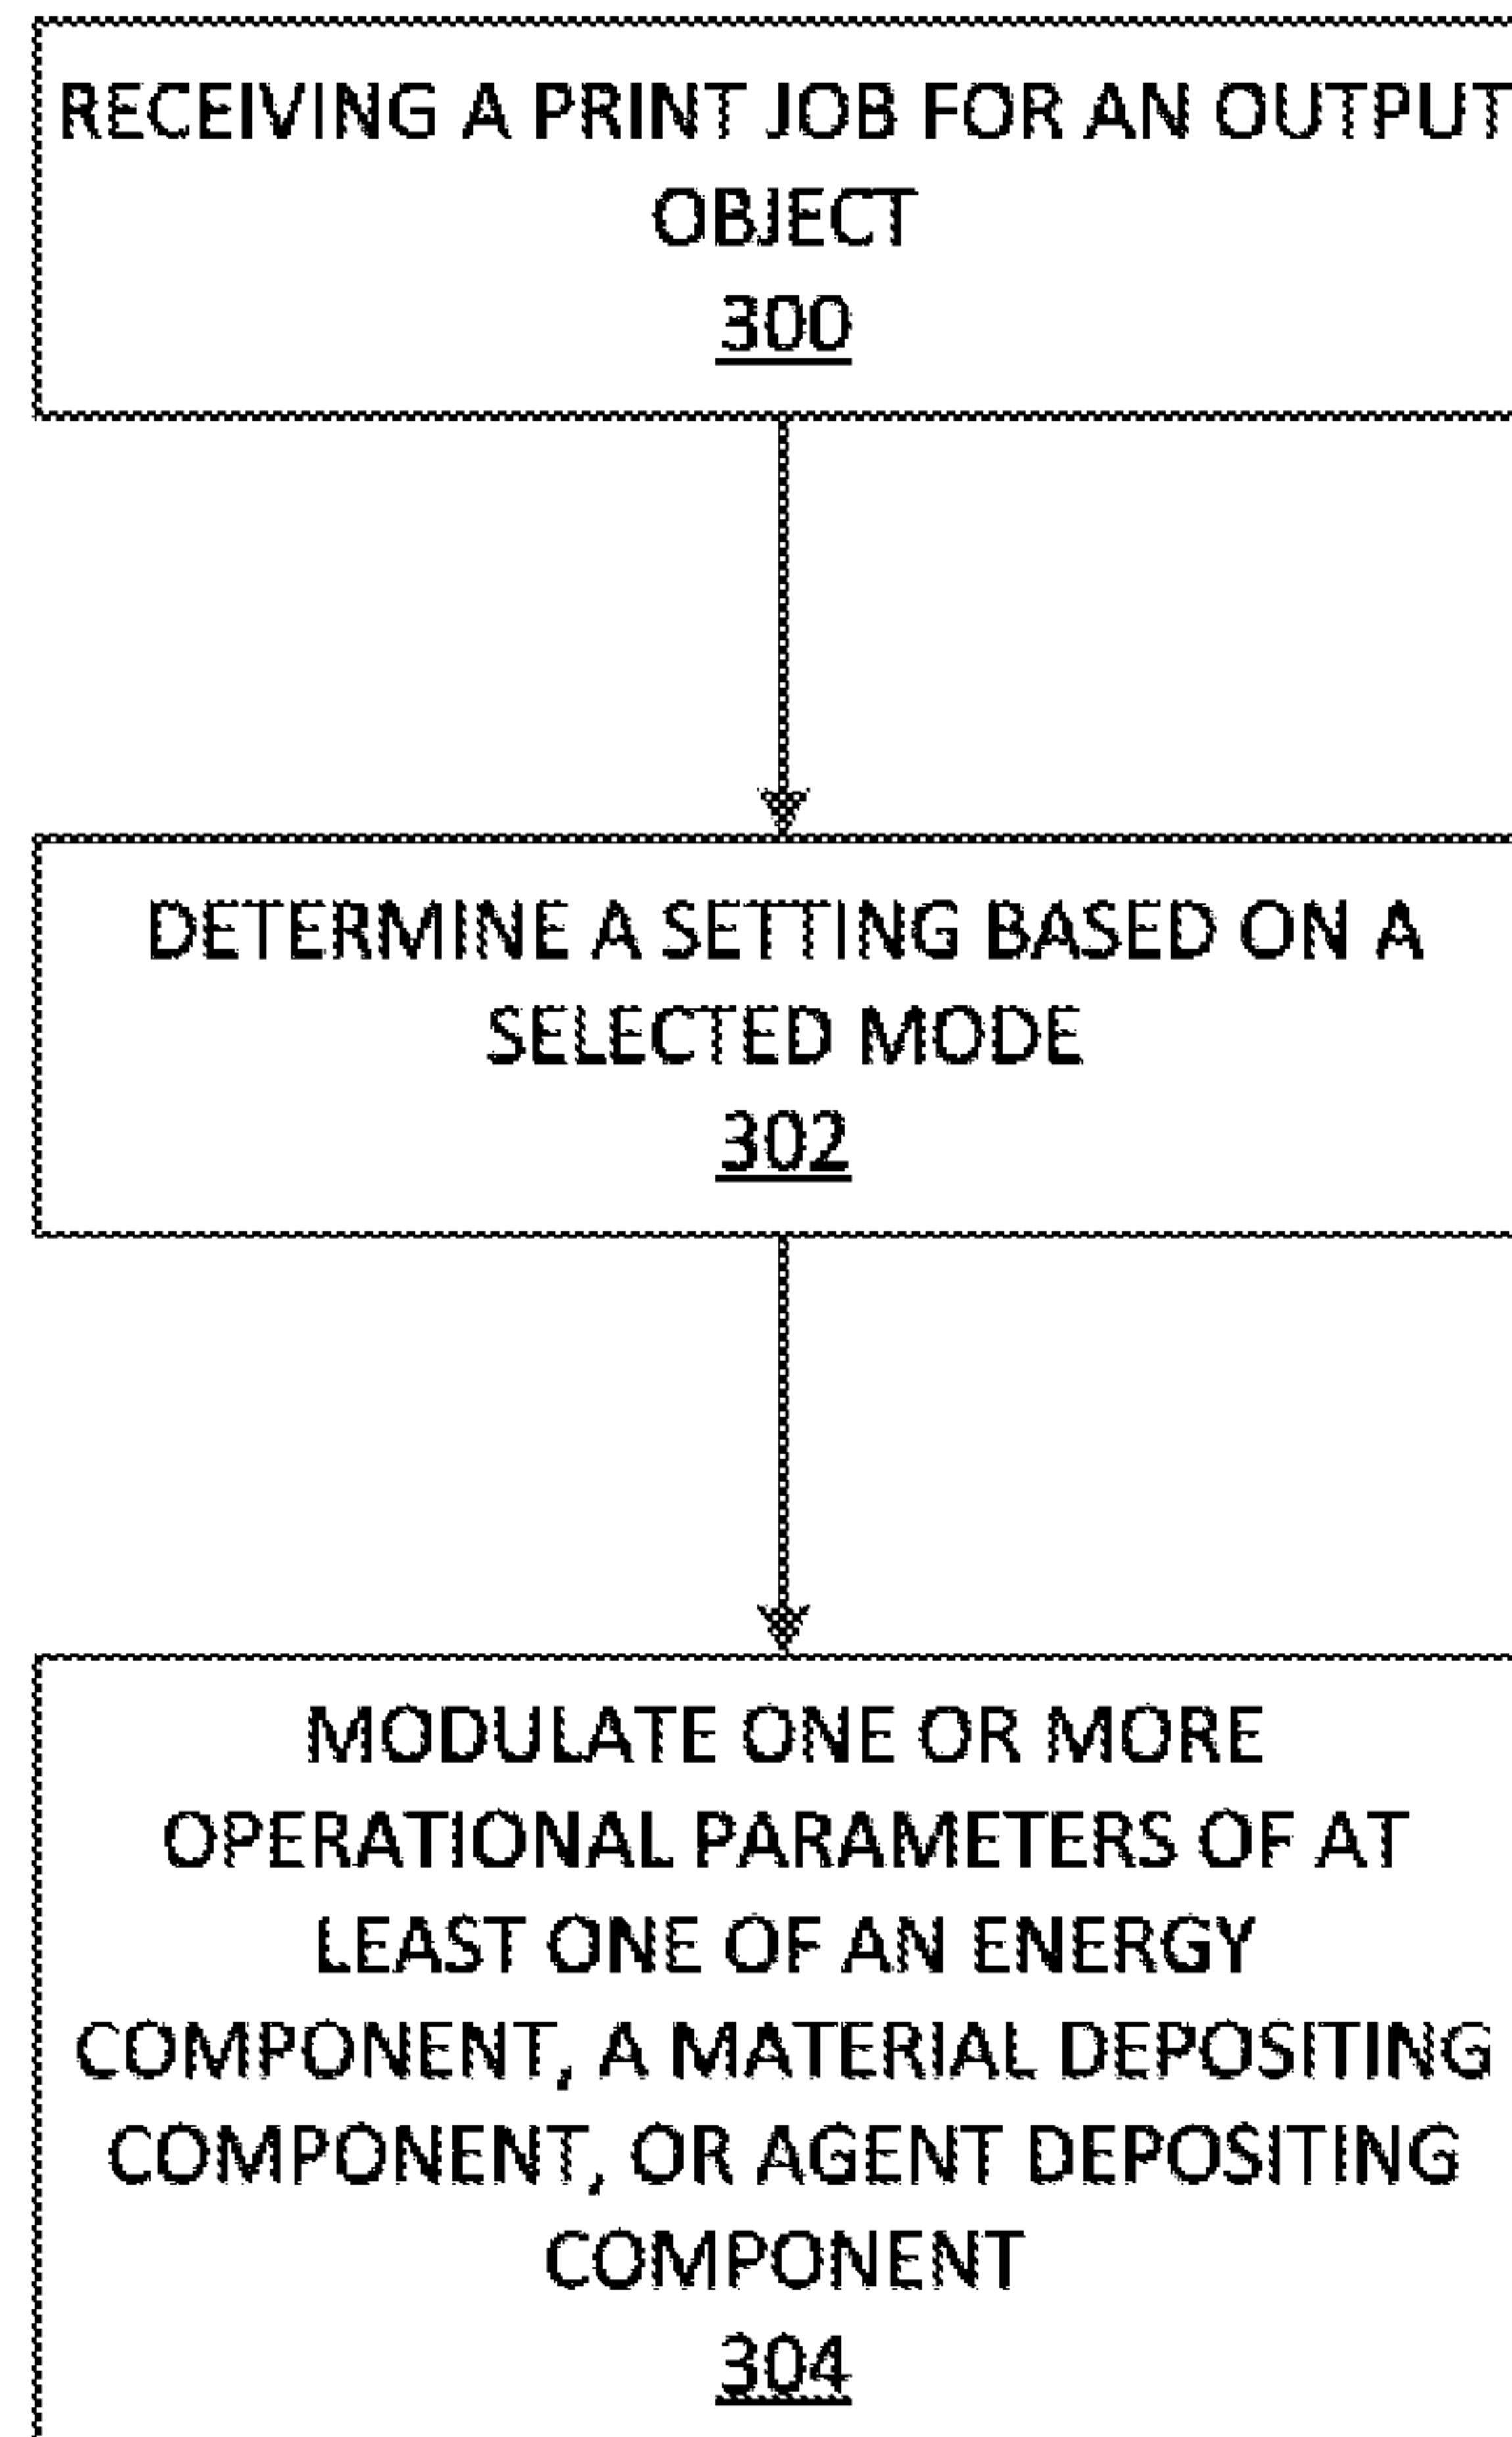 RECEIVING A PRINT JOB FOR AN OUTPUT
OBJECT
300
DETERMINE A SETTING BASED ON A
SELECTED MODE
302
MODULATE ONE OR MORE
OPERATIONAL PARAMETERS OF AT
LEAST ONE OF AN ENERGY
COMPONENT, A MATERIAL DEPOSITING
COMPONENT, OR AGENT DEPOSITING
COMPONENT
304